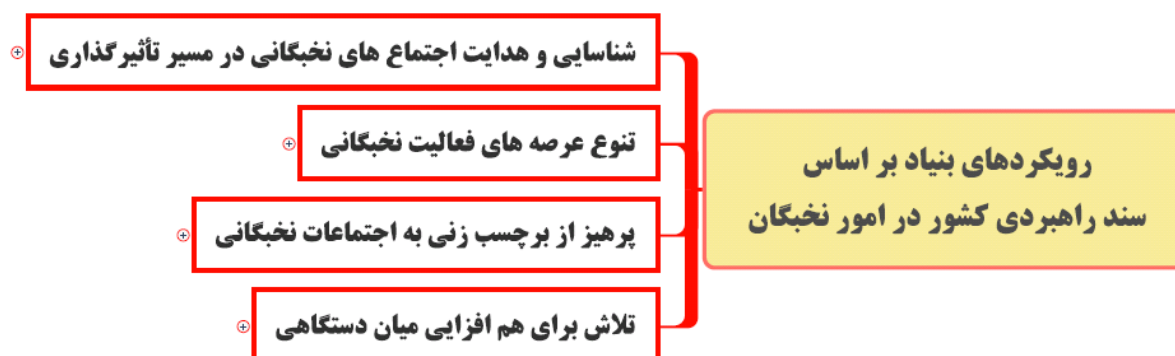 رویکردهای بنیاد بر اساس
سند راهبردی کشور در امور نخبگان
شناسایی و هدایت اجتماع های نخبگانی در مسیر تأثیرگذاری
تنوع عرصه های فعالیت نخبگانی
پرهیز از برچسب زنی به اجتماعات نخبگانی
تلاش برای هم افزایی میان دستگاهی